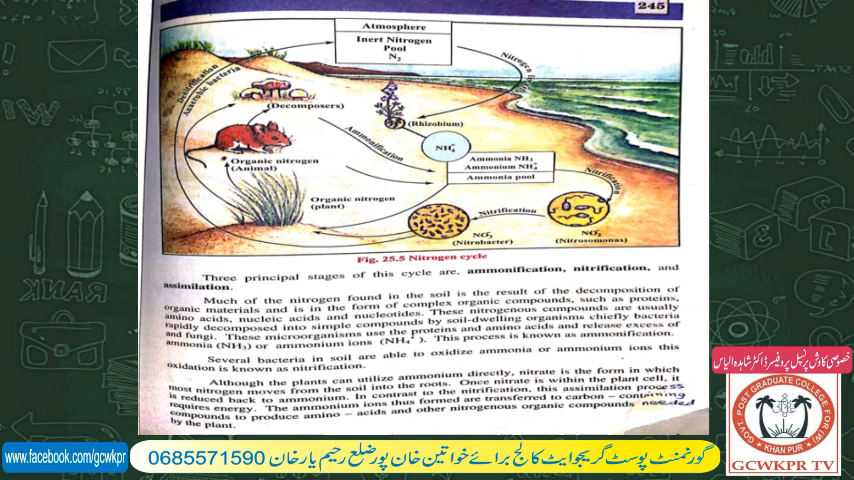 245
Atmosphere
Inert Nitrogen
Pool
N₂
Nitrogen
Denitrification
Anaerobic bacteria
(Decomposers)
(Rhizobium)
Ammonification
NH₄⁺
Ammonia NH₃
Ammonium NH₄⁺
Ammonia pool
Nitrification
Organic nitrogen
(Animal)
Organic nitrogen
(plant)
Nitrification
NO₃⁻
(Nitrobacter)
NO₂⁻
(Nitrosomonas)
Fig. 25.5 Nitrogen cycle
Three principal stages of this cycle are, ammonification, nitrification, and
assimilation.
Much of the nitrogen found in the soil is the result of the decomposition of
organic materials and is in the form of complex organic compounds, such as proteins,
amino acids, nucleic acids and nucleotides. These nitrogenous compounds are usually
rapidly decomposed into simple compounds by soil-dwelling organisms chiefly bacteria
and fungi. These microorganisms use the proteins and amino acids and release excess of
ammonia (NH₃) or ammonium ions (NH₄⁺). This process is known as ammonification.
Several bacteria in soil are able to oxidize ammonia or ammonium ions this
oxidation is known as nitrification.
Although the plants can utilize ammonium directly, nitrate is the form in which
most nitrogen moves from the soil into the roots. Once nitrate is within the plant cell, it
is reduced back to ammonium. In contrast to the nitrification, this assimilation process
requires energy. The ammonium ions thus formed are transferred to carbon – containing
compounds to produce amino – acids and other nitrogenous organic compounds needed
by the plant.
خصوصی کاوش پرنسپل پروفیسر ڈاکٹر شاہدہ الیاس
GOVT. POST GRADUATE COLLEGE FOR (W)
KHAN PUR
GCWKPR TV
www.facebook.com/gcwkpr
گورنمنٹ پوسٹ گریجوایٹ کالج برائے خواتین خان پور ضلع رحیم یار خان 0685571590